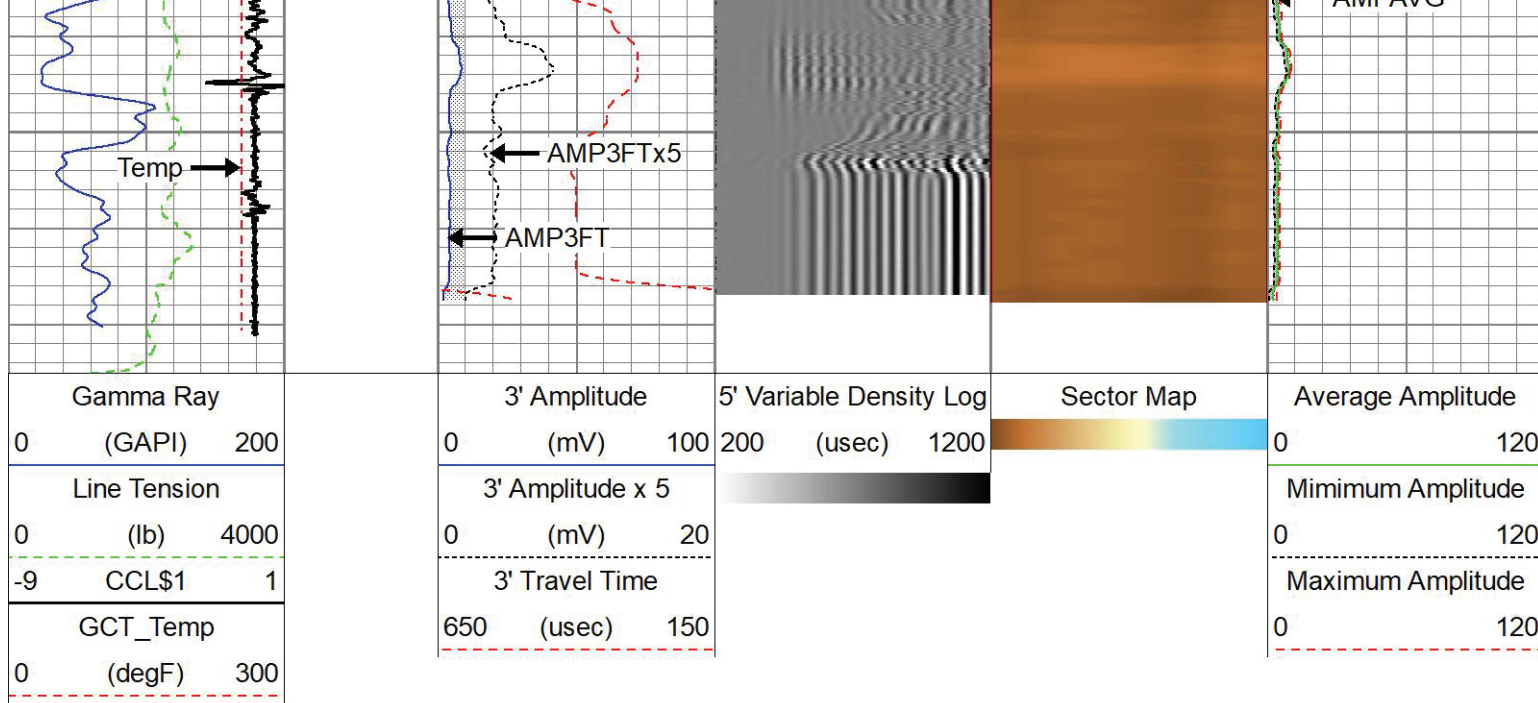 AMPAVG
AMP3FTx5
Temp
AMP3FT
Gamma Ray
0 (GAPI) 200
Line Tension
0 (lb) 4000
-9 CCL$1 1
GCT_Temp
0 (degF) 300
3' Amplitude
0 (mV) 100
3' Amplitude x 5
0 (mV) 20
3' Travel Time
650 (usec) 150
5' Variable Density Log
200 (usec) 1200
Sector Map
Average Amplitude
0 120
Mimimum Amplitude
0 120
Maximum Amplitude
0 120